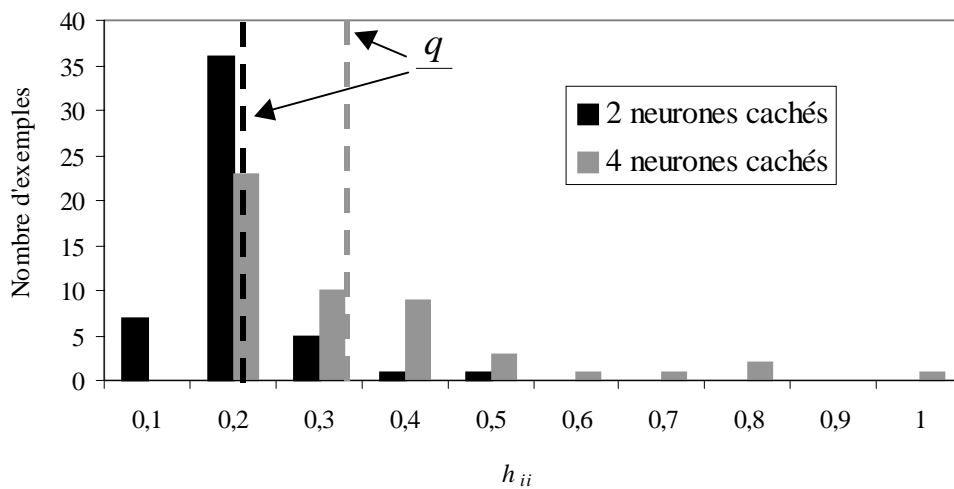 40
35
30
25
20
15
10
5
0
Nombre d'exemples
q
2 neurones cachés
4 neurones cachés
0,1 0,2 0,3 0,4 0,5 0,6 0,7 0,8 0,9 1
h ii